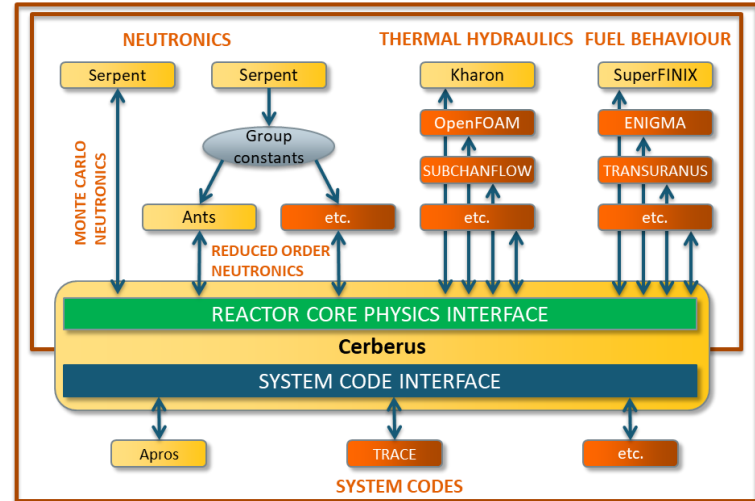 NEUTRONICS
THERMAL HYDRAULICS
FUEL BEHAVIOUR
Serpent
Serpent
Kharon
SuperFINIX
OpenFOAM
ENIGMA
Group
constants
SUBCHANFLOW
TRANSURANUS
MONTE CARLO
NEUTRONICS
Ants
etc.
etc.
etc.
REDUCED ORDER
NEUTRONICS
REACTOR CORE PHYSICS INTERFACE
Cerberus
SYSTEM CODE INTERFACE
Apros
TRACE
etc.
SYSTEM CODES